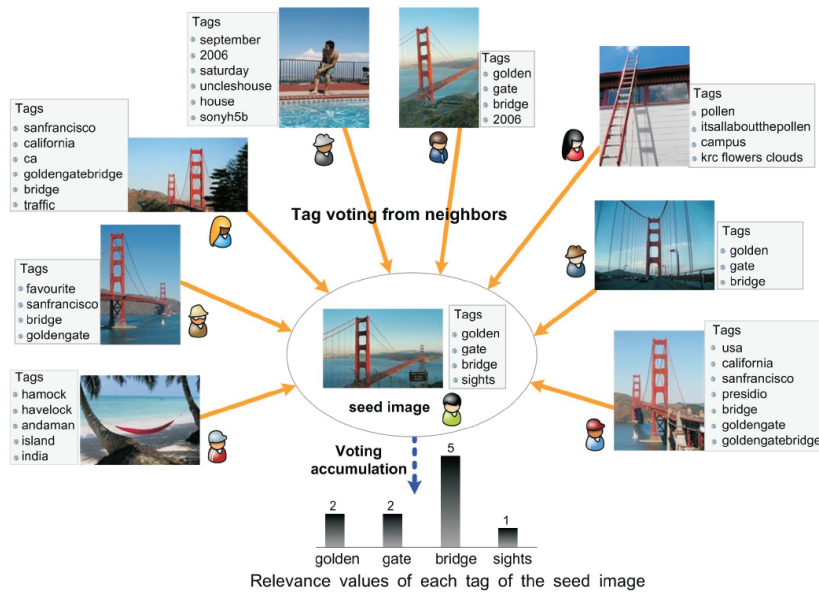 Tags
september
2006
saturday
uncleshouse
house
sonyh5b
Tags
golden
gate
bridge
2006
Tags
pollen
itsallaboutthepollen
campus
krc flowers clouds
Tags
sanfrancisco
california
ca
goldengatebridge
bridge
traffic
Tag voting from neighbors
Tags
golden
gate
bridge
Tags
favourite
sanfrancisco
bridge
goldengate
Tags
golden
gate
bridge
sights
seed image
Tags
usa
california
sanfrancisco
presidio
bridge
goldengate
goldengatebridge
Tags
hamock
havelock
andaman
island
india
Voting
accumulation
5
2
2
1
golden gate bridge sights
Relevance values of each tag of the seed image